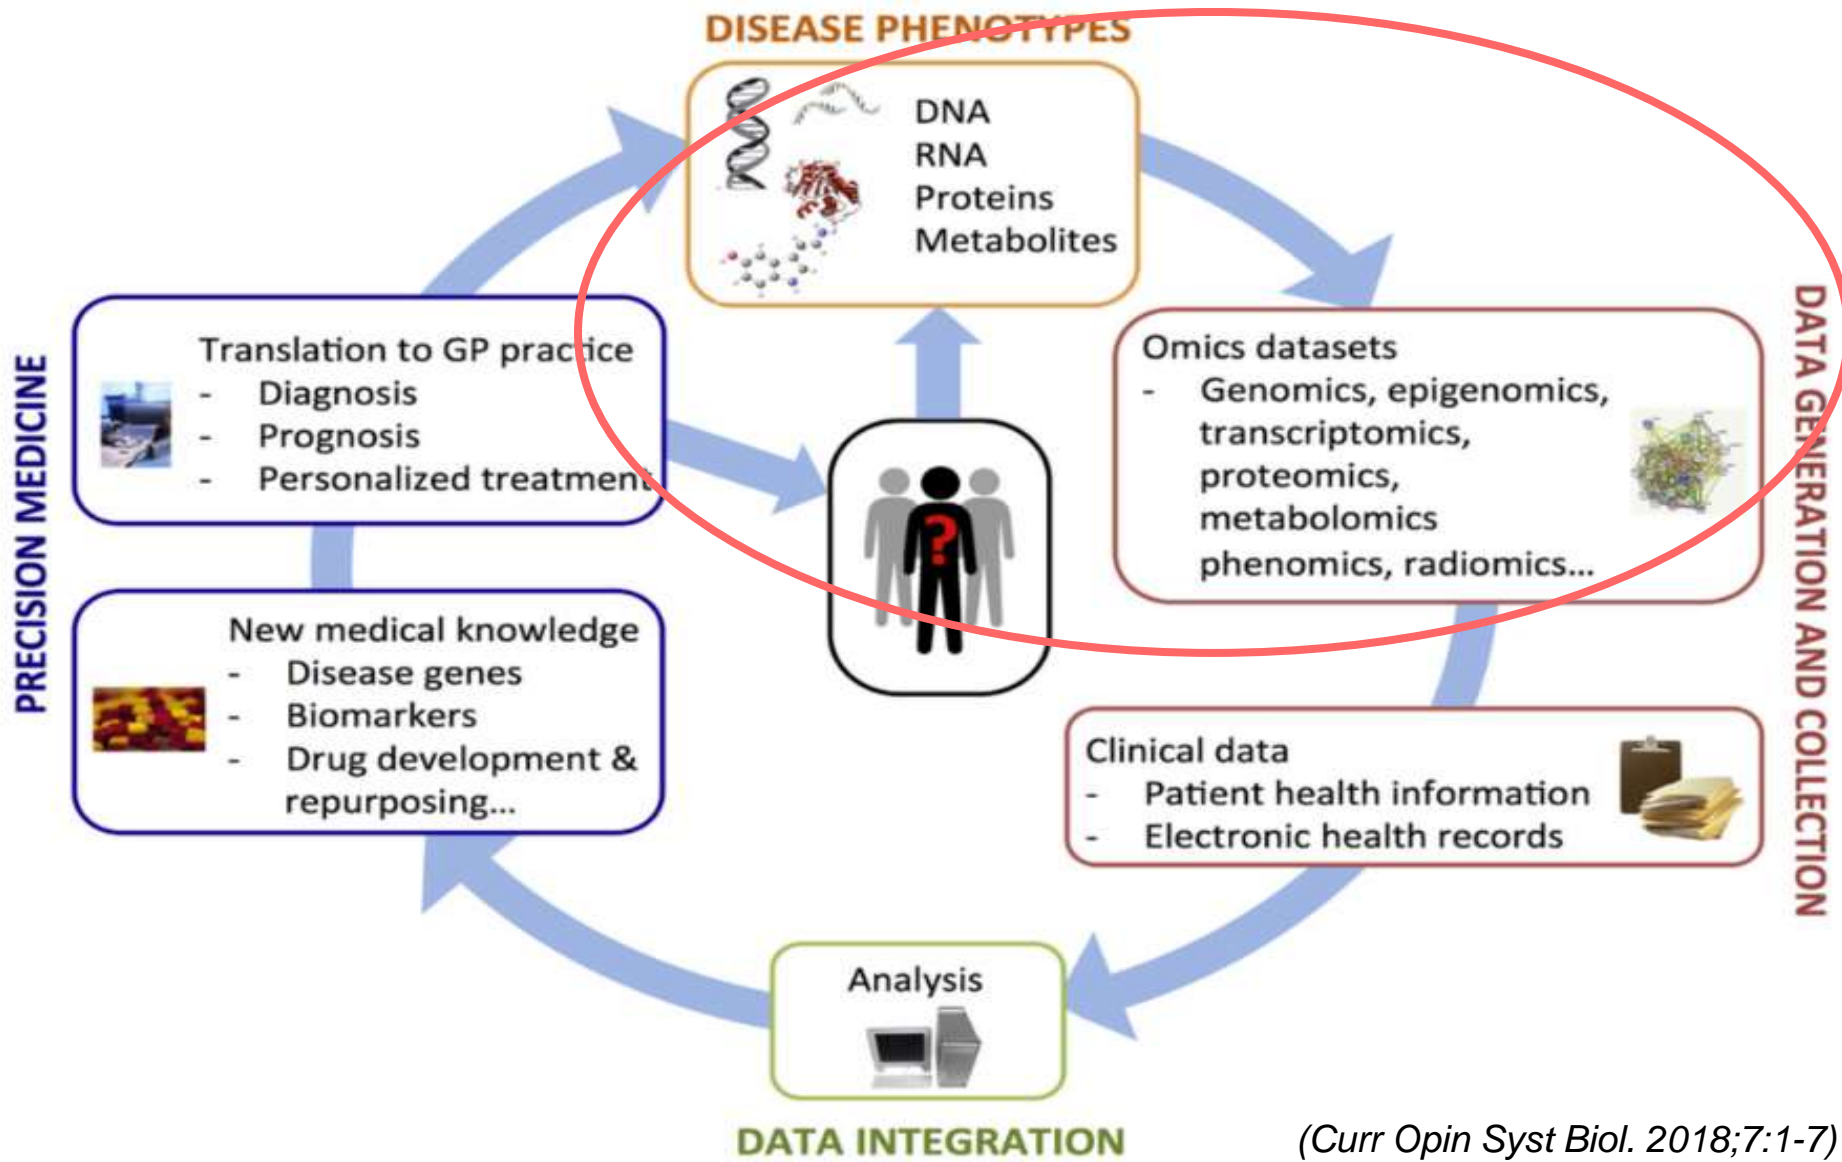 DISEASE PHENOTYPES
DNA
RNA
Proteins
Metabolites
Omics datasets
- Genomics, epigenomics,
transcriptomics,
proteomics,
metabolomics
phenomics, radiomics...
DATA GENERATION AND COLLECTION
Clinical data
- Patient health information
- Electronic health records
Analysis
DATA INTEGRATION
New medical knowledge
- Disease genes
- Biomarkers
- Drug development &
repurposing...
Translation to GP practice
- Diagnosis
- Prognosis
- Personalized treatment
PRECISION MEDICINE
?
(Curr Opin Syst Biol. 2018;7:1-7)